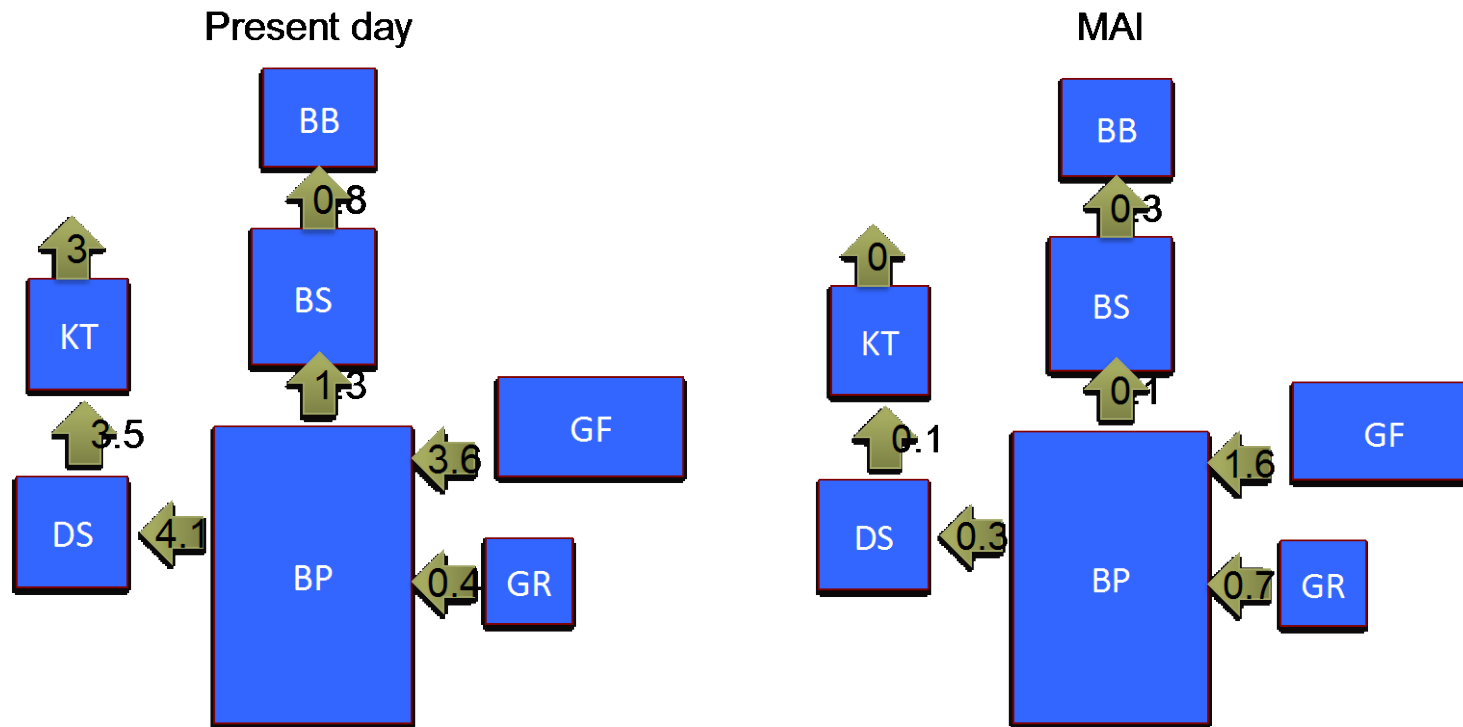 Present day
BB
0.8
3
BS
KT
1.3
GF
3.5
3.6
DS
4.1
BP
0.4
GR
MAI
BB
0.3
0
BS
KT
0.1
GF
0.1
1.6
DS
0.3
BP
0.7
GR